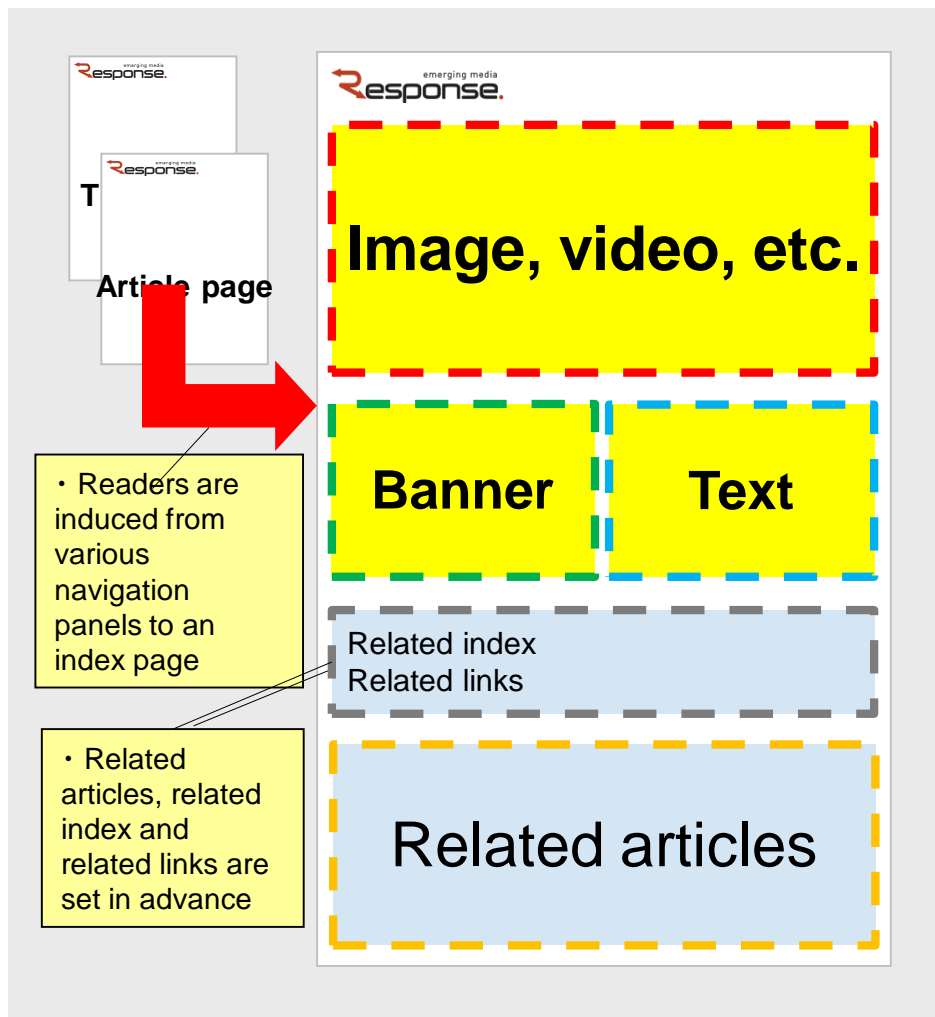 emerging media
Response.
T
emerging media
Response.
Article page
emerging media
Response.
Image, video, etc.
Banner
Text
・Readers are
induced from
various
navigation
panels to an
index page
Related index
Related links
・Related
articles, related
index and
related links are
set in advance
Related articles